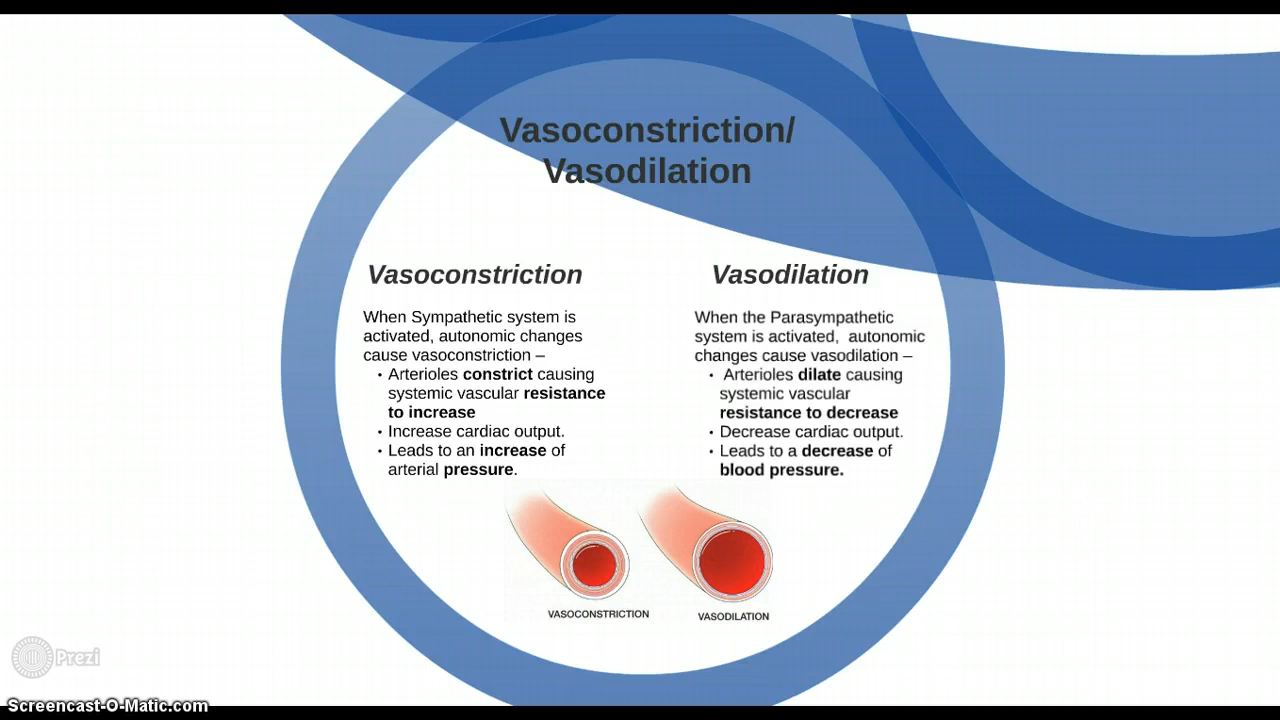 Vasoconstriction/
Vasodilation
Vasoconstriction
When Sympathetic system is
activated, autonomic changes
cause vasoconstriction –
• Arterioles constrict causing
systemic vascular resistance
to increase
• Increase cardiac output.
• Leads to an increase of
arterial pressure.
Vasodilation
When the Parasympathetic
system is activated,  autonomic
changes cause vasodilation –
• Arterioles dilate causing
systemic vascular
resistance to decrease
• Decrease cardiac output.
• Leads to a decrease of
blood pressure.
VASOCONSTRICTION
VASODILATION
Prezi
Screencast-O-Matic.com